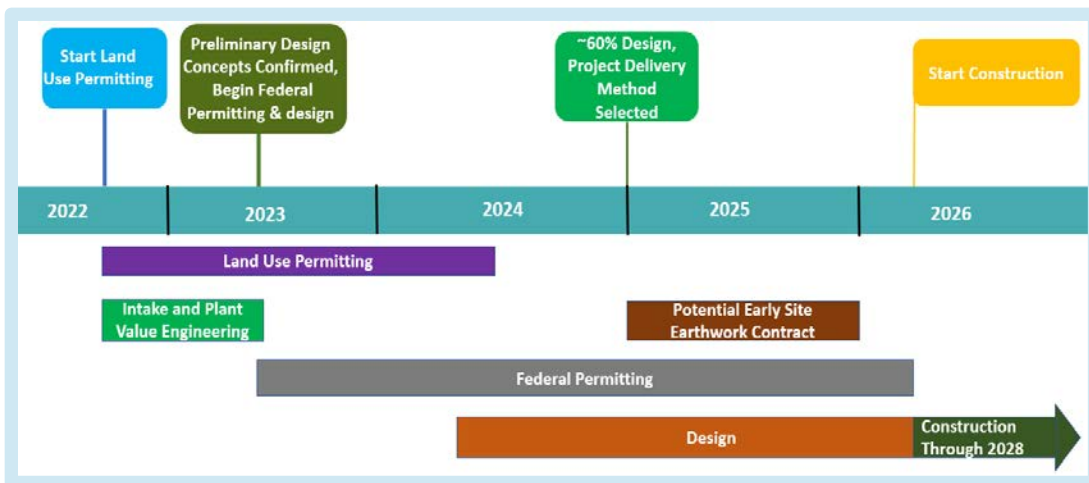 Start Land
Use Permitting
Preliminary Design
Concepts Confirmed,
Begin Federal
Permitting & design
~60% Design,
Project Delivery
Method
Selected
Start Construction
2022
2023
2024
2025
2026
Land Use Permitting
Intake and Plant
Value Engineering
Potential Early Site
Earthwork Contract
Federal Permitting
Design
Construction
Through 2028